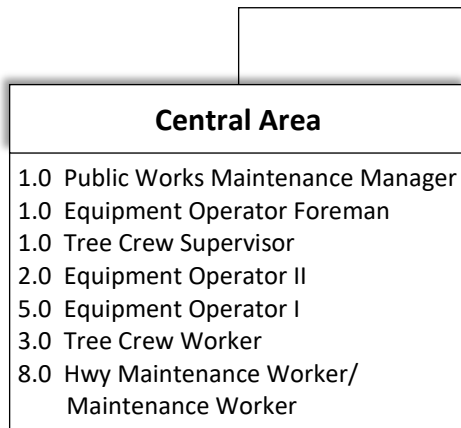 Central Area
1.0 Public Works Maintenance Manager
1.0 Equipment Operator Foreman
1.0 Tree Crew Supervisor
2.0 Equipment Operator II
5.0 Equipment Operator I
3.0 Tree Crew Worker
8.0 Hwy Maintenance Worker/
Maintenance Worker